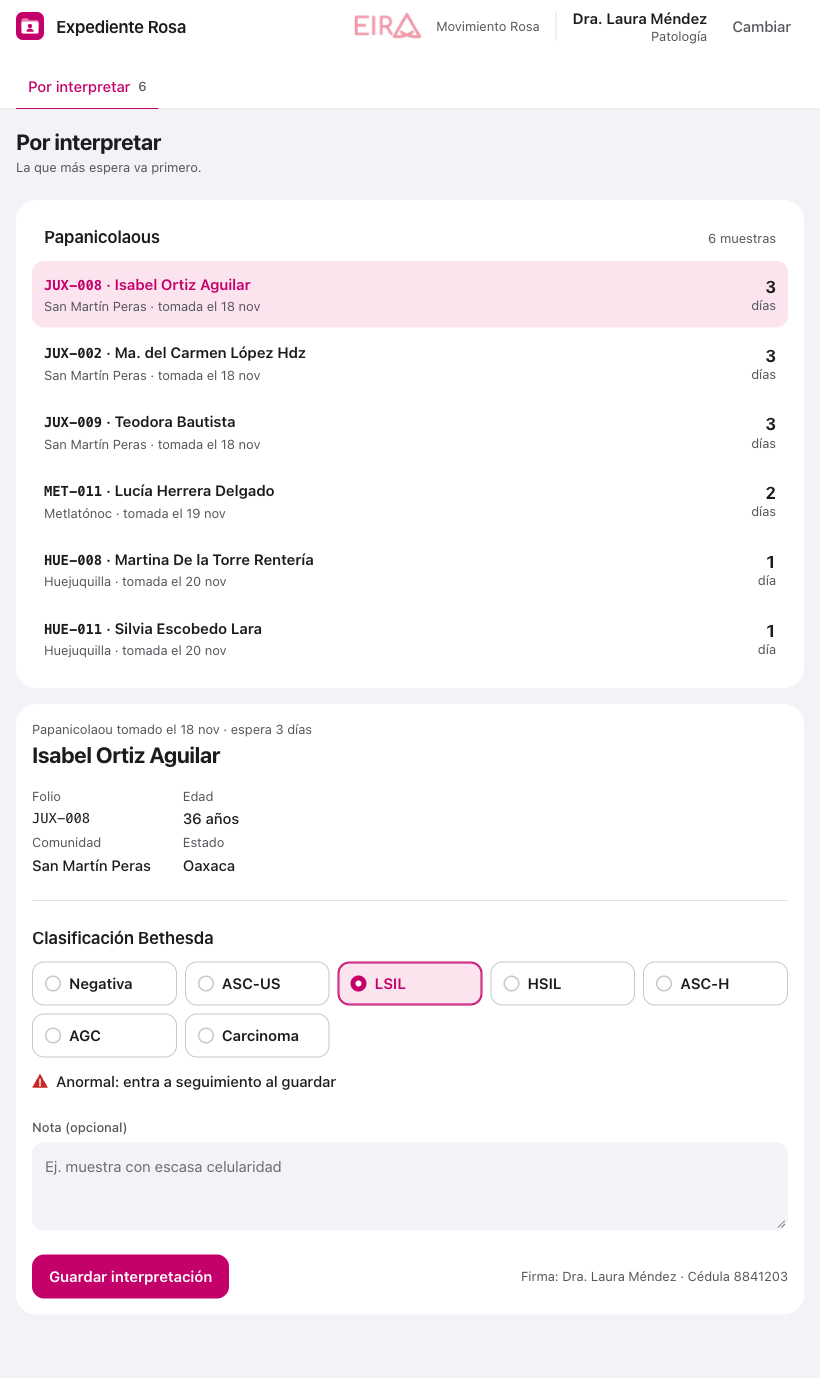 Expediente Rosa
EIRA
Movimiento Rosa
Dra. Laura Méndez
Patología
Cambiar
Por interpretar 6
Por interpretar
La que más espera va primero.
Papanicolaous
6 muestras
JUX–008 · Isabel Ortiz Aguilar
San Martín Peras · tomada el 18 nov
3
días
JUX–002 · Ma. del Carmen López Hdz
San Martín Peras · tomada el 18 nov
3
días
JUX–009 · Teodora Bautista
San Martín Peras · tomada el 18 nov
3
días
MET–011 · Lucía Herrera Delgado
Metlatónoc · tomada el 19 nov
2
días
HUE–008 · Martina De la Torre Rentería
Huejuquilla · tomada el 20 nov
1
día
HUE–011 · Silvia Escobedo Lara
Huejuquilla · tomada el 20 nov
1
día
Papanicolaou tomado el 18 nov · espera 3 días
Isabel Ortiz Aguilar
Folio
JUX–008
Edad
36 años
Comunidad
San Martín Peras
Estado
Oaxaca
Clasificación Bethesda
Negativa
ASC-US
LSIL
HSIL
ASC-H
AGC
Carcinoma
Anormal: entra a seguimiento al guardar
Nota (opcional)
Ej. muestra con escasa celularidad
Guardar interpretación
Firma: Dra. Laura Méndez · Cédula 8841203